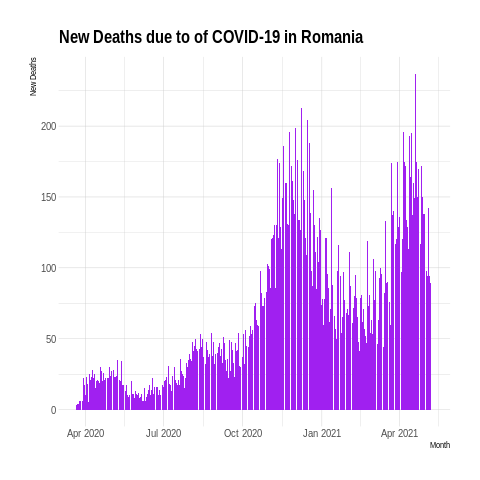 New Deaths due to of COVID-19 in Romania
New Deaths
200
150
100
50
0
Apr 2020 Jul 2020 Oct 2020 Jan 2021 Apr 2021
Month